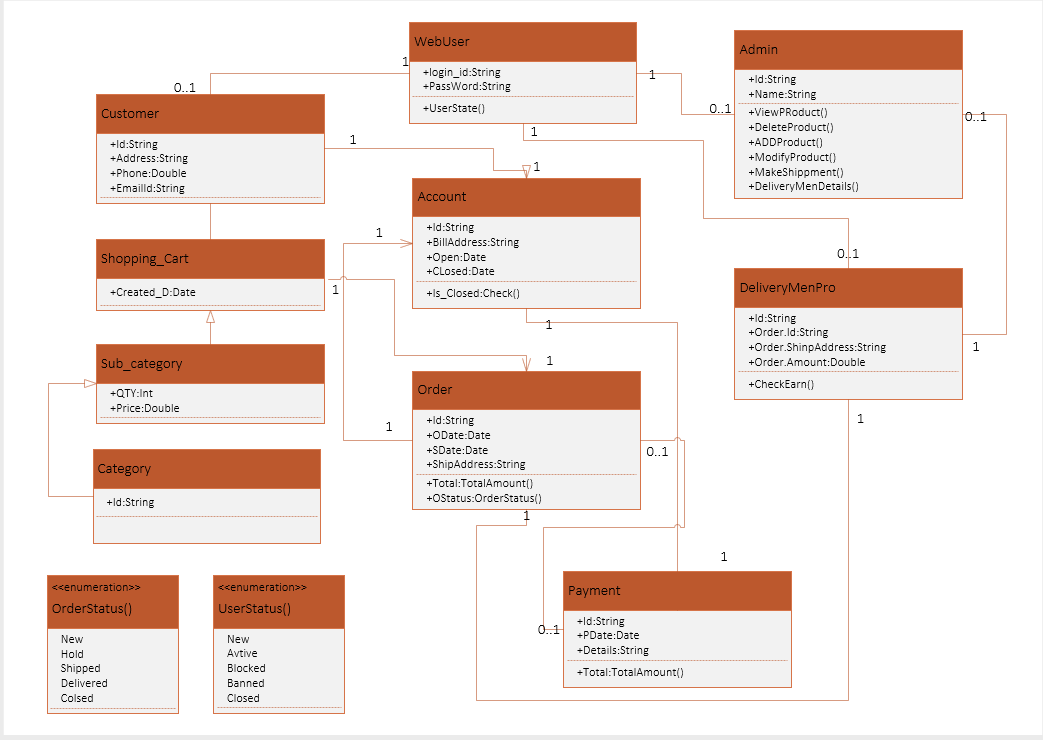 WebUser
+login_id:String
+PassWord:String
+UserState()
Admin
+Id:String
+Name:String
+ViewPRoduct()
+DeleteProduct()
+ADDProduct()
+ModifyProduct()
+MakeShippment()
+DeliveryMenDetails()
1
0..1
1
0..1
0..1
1
Customer
+Id:String
+Address:String
+Phone:Double
+EmailId:String
1
1
Account
+Id:String
+BillAddress:String
+Open:Date
+CLosed:Date
+Is_Closed:Check()
1
0..1
Shopping_Cart
+Created_D:Date
1
DeliveryMenPro
+Id:String
+Order.Id:String
+Order.ShinpAddress:String
+Order.Amount:Double
+CheckEarn()
1
1
1
Sub_category
+QTY:Int
+Price:Double
Order
+Id:String
+ODate:Date
+SDate:Date
+ShipAddress:String
+Total:TotalAmount()
+OStatus:OrderStatus()
1
0..1
1
1
Category
+Id:String
1
0..1
<<enumeration>>
OrderStatus()
New
Hold
Shipped
Delivered
Colsed
<<enumeration>>
UserStatus()
New
Avtive
Blocked
Banned
Closed
Payment
+Id:String
+PDate:Date
+Details:String
+Total:TotalAmount()